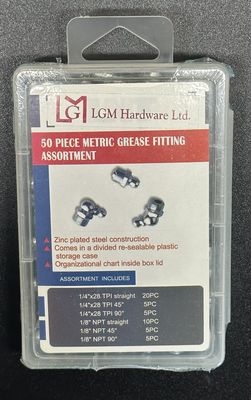 LGM
LGM Hardware Ltd.
50 PIECE METRIC GREASE FITTING
ASSORTMENT
Zinc plated steel construction
Comes in a divided re-sealable plastic
storage case
Organizational chart inside box lid
ASSORTMENT INCLUDES
1/4"x28 TPI straight 20PC
1/4"x28 TPI 45° 5PC
1/4"x28 TPI 90° 5PC
1/8" NPT straight 10PC
1/8" NPT 45° 5PC
1/8" NPT 90° 5PC